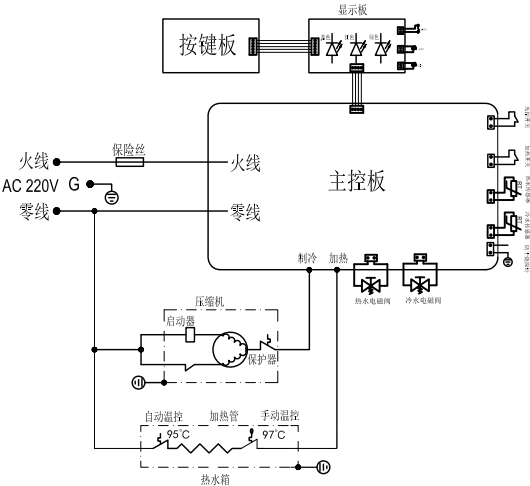 显示板
按键板
保险丝
火线
火线
AC 220V G
主控板
零线
零线
制冷 加热
热水电磁阀
冷水电磁阀
压缩机
启动器
保护器
自动温控 加热管 手动温控
95℃
97℃
热水箱